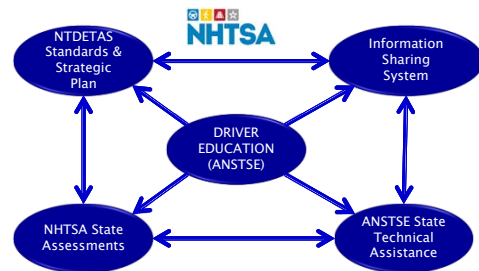 NHTSA
NTDETAS
Standards &
Strategic
Plan
Information
Sharing
System
DRIVER
EDUCATION
(ANSTSE)
NHTSA State
Assessments
ANSTSE State
Technical
Assistance